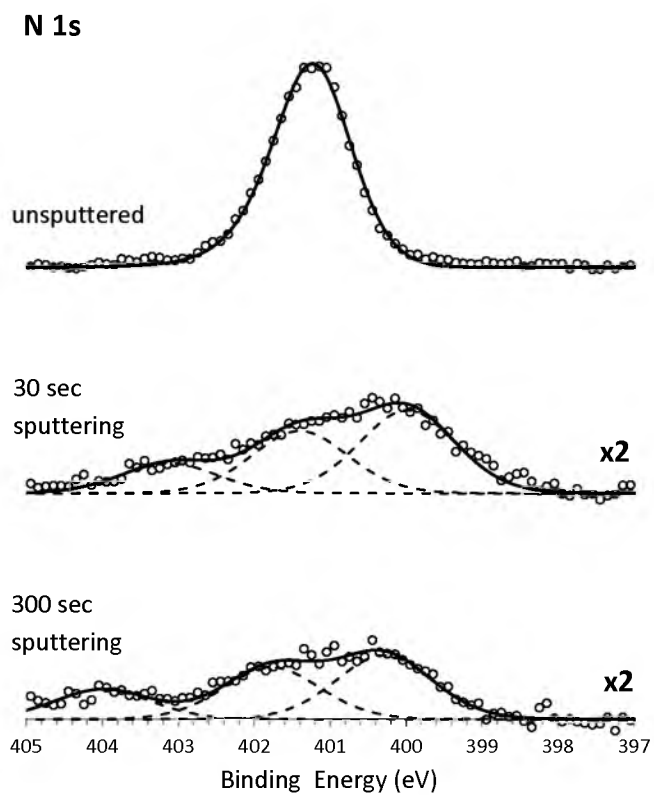 N 1s
unsputtered
30 sec
sputtering
x2
300 sec
sputtering
x2
405 404 403 402 401 400 399 398 397
Binding Energy (eV)